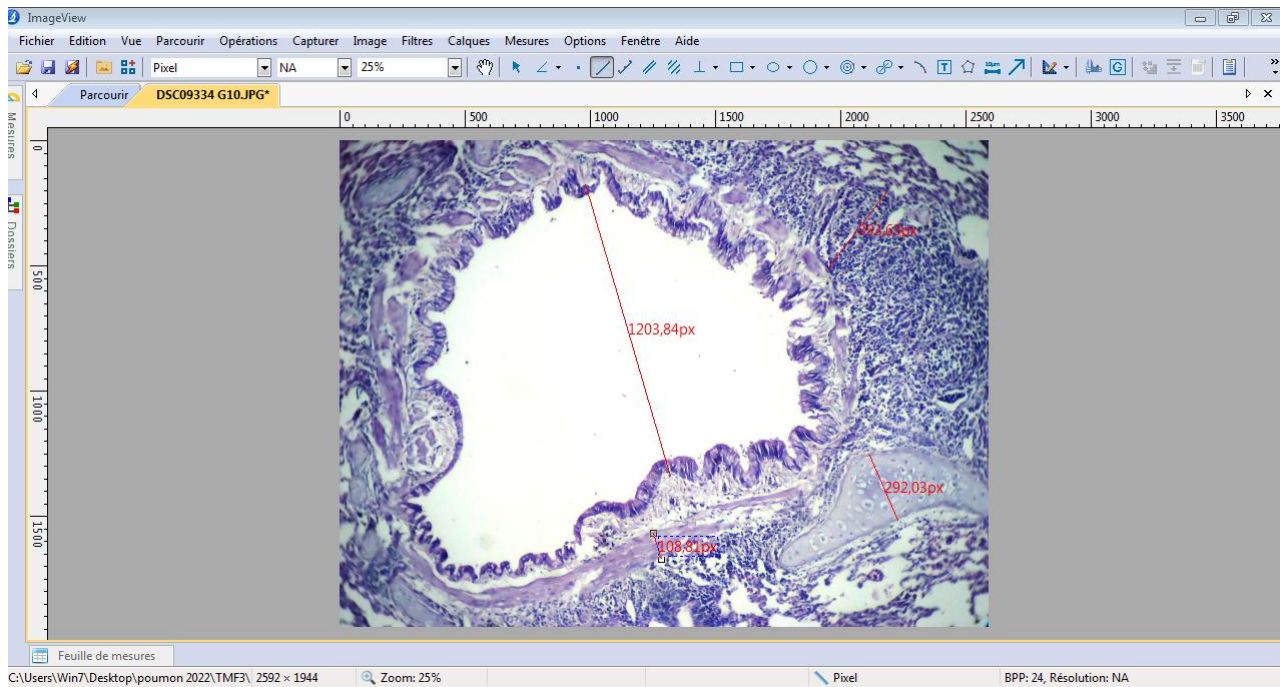 ImageView
Fichier Edition Vue Parcourir Opérations Capturer Image Filtres Calques Mesures Options Fenêtre Aide
Pixel NA 25%
Parcourir DSC09334 G10.JPG*
Mesures
Dossiers
0 500 1000 1500 2000 2500 3000 3500
0
500
1000
1500
1203,84px
292,03px
108,81px
Feuille de mesures
C:\Users\Win7\Desktop\poumon 2022\TMF3\ 2592 × 1944 Zoom: 25% Pixel BPP: 24, Résolution: NA